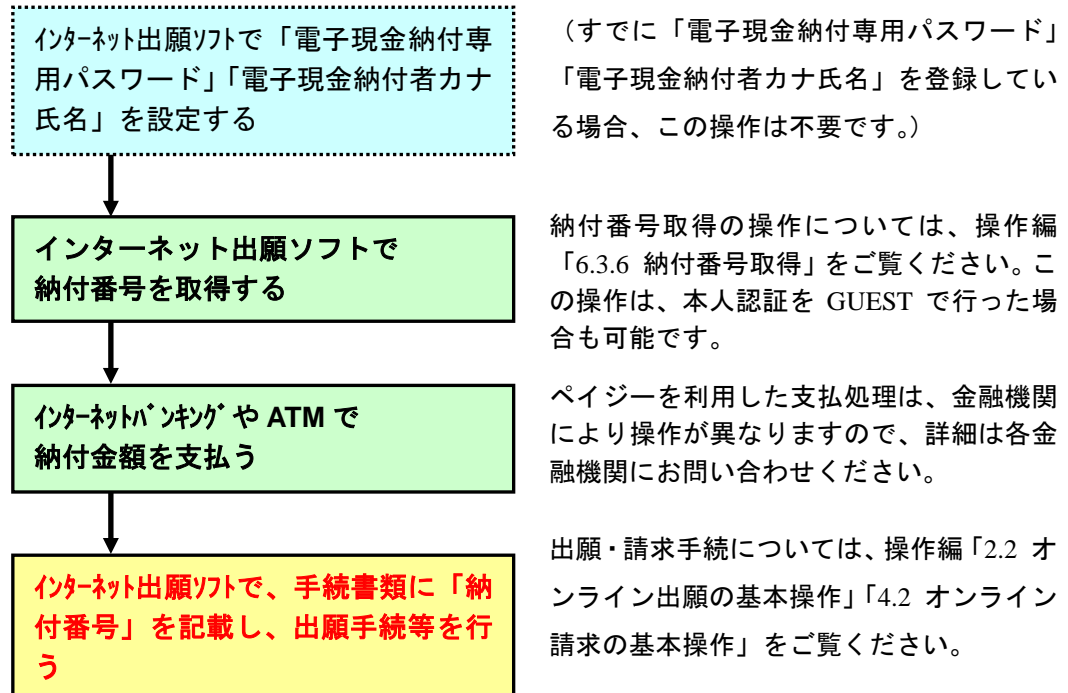 ｲﾝﾀｰﾈｯﾄ出願ｿﾌﾄで「電子現金納付専
用パスワード」「電子現金納付者カナ
氏名」を設定する
（すでに「電子現金納付専用パスワード」
「電子現金納付者カナ氏名」を登録してい
る場合、この操作は不要です。）
インターネット出願ソフトで
納付番号を取得する
納付番号取得の操作については、操作編
「6.3.6 納付番号取得」をご覧ください。こ
の操作は、本人認証を GUEST で行った場
合も可能です。
ｲﾝﾀｰﾈｯﾄﾊﾞﾝｷﾝｸﾞや ATM で
納付金額を支払う
ペイジーを利用した支払処理は、金融機関
により操作が異なりますので、詳細は各金
融機関にお問い合わせください。
ｲﾝﾀｰﾈｯﾄ出願ｿﾌﾄで、手続書類に「納
付番号」を記載し、出願手続等を行
う
出願・請求手続については、操作編「2.2 オ
ンライン出願の基本操作」「4.2 オンライン
請求の基本操作」をご覧ください。